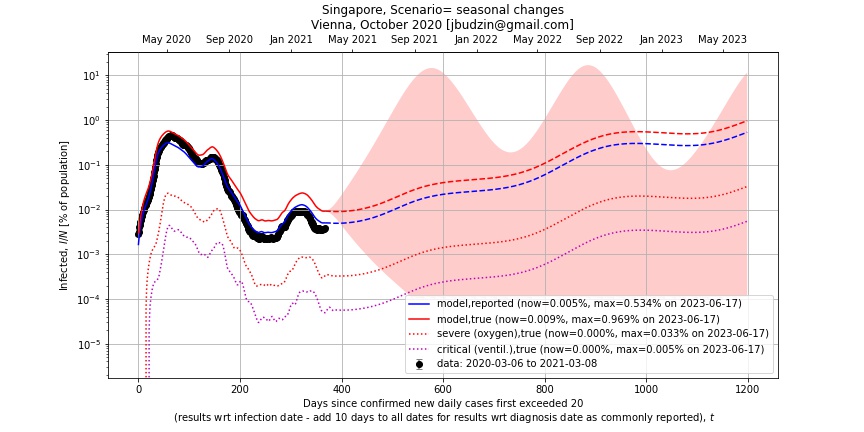 Singapore, Scenario= seasonal changes
Vienna, October 2020 [jbudzin@gmail.com]
May 2020 Sep 2020 Jan 2021 May 2021 Sep 2021 Jan 2022 May 2022 Sep 2022 Jan 2023 May 2023
Infected, I/N [% of population]
10¹
10⁰
10⁻¹
10⁻²
10⁻³
10⁻⁴
10⁻⁵
model,reported (now=0.005%, max=0.534% on 2023-06-17)
model,true (now=0.009%, max=0.969% on 2023-06-17)
severe (oxygen),true (now=0.000%, max=0.033% on 2023-06-17)
critical (ventil.),true (now=0.000%, max=0.005% on 2023-06-17)
data: 2020-03-06 to 2021-03-08
0 200 400 600 800 1000 1200
Days since confirmed new daily cases first exceeded 20
(results wrt infection date - add 10 days to all dates for results wrt diagnosis date as commonly reported), t